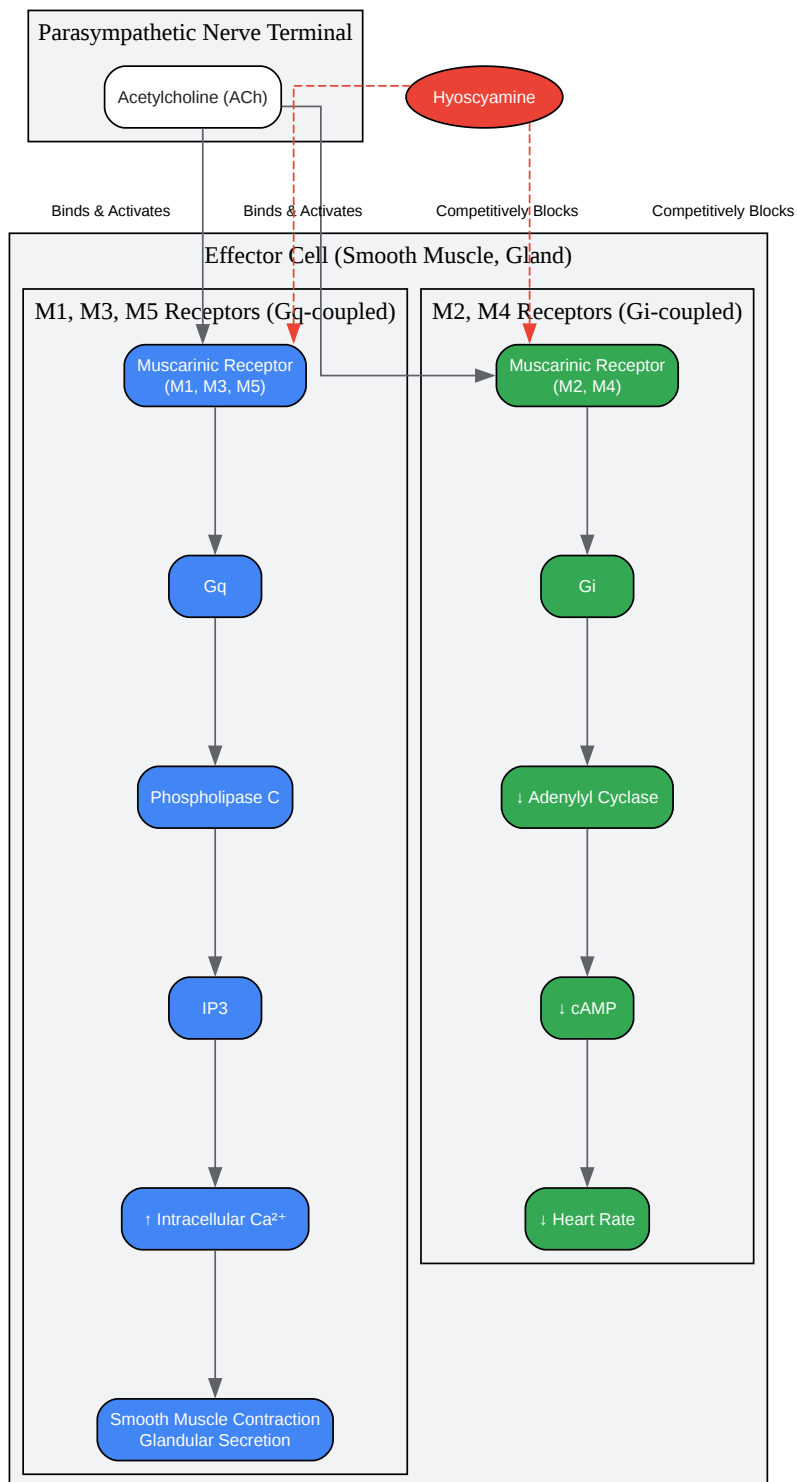 Parasympathetic Nerve Terminal
Acetylcholine (ACh)
Hyoscyamine
Binds & Activates
Binds & Activates
Competitively Blocks
Competitively Blocks
Effector Cell (Smooth Muscle, Gland)
M1, M3, M5 Receptors (Gq-coupled)
M2, M4 Receptors (Gi-coupled)
Muscarinic Receptor
(M1, M3, M5)
Muscarinic Receptor
(M2, M4)
Gq
Gi
Phospholipase C
↓ Adenylyl Cyclase
IP3
↓ cAMP
↑ Intracellular Ca²⁺
↓ Heart Rate
Smooth Muscle Contraction
Glandular Secretion